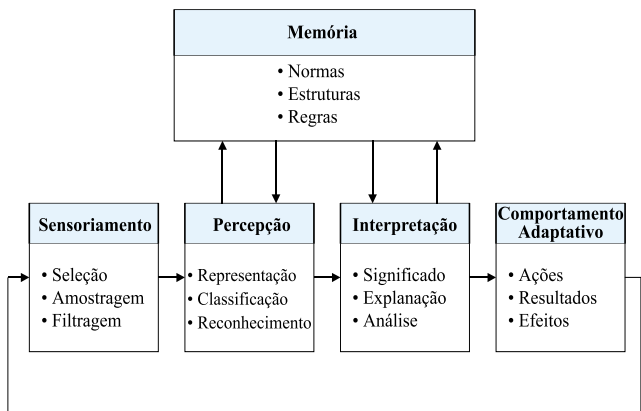 Memória
• Normas
• Estruturas
• Regras
Sensoriamento
• Seleção
• Amostragem
• Filtragem
Percepção
• Representação
• Classificação
• Reconhecimento
Interpretação
• Significado
• Explanação
• Análise
Comportamento
Adaptativo
• Ações
• Resultados
• Efeitos